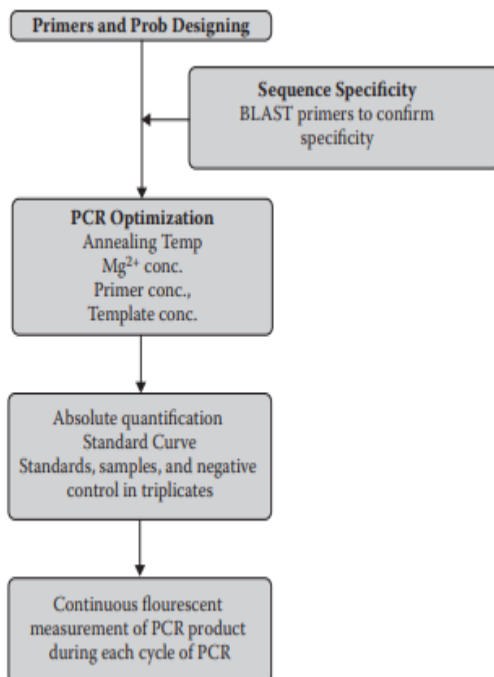 Primers and Prob Designing
Sequence Specificity
BLAST primers to confirm
specificity
PCR Optimization
Annealing Temp
Mg²⁺ conc.
Primer conc.,
Template conc.
Absolute quantification
Standard Curve
Standards, samples, and negative
control in triplicates
Continuous flourescent
measurement of PCR product
during each cycle of PCR